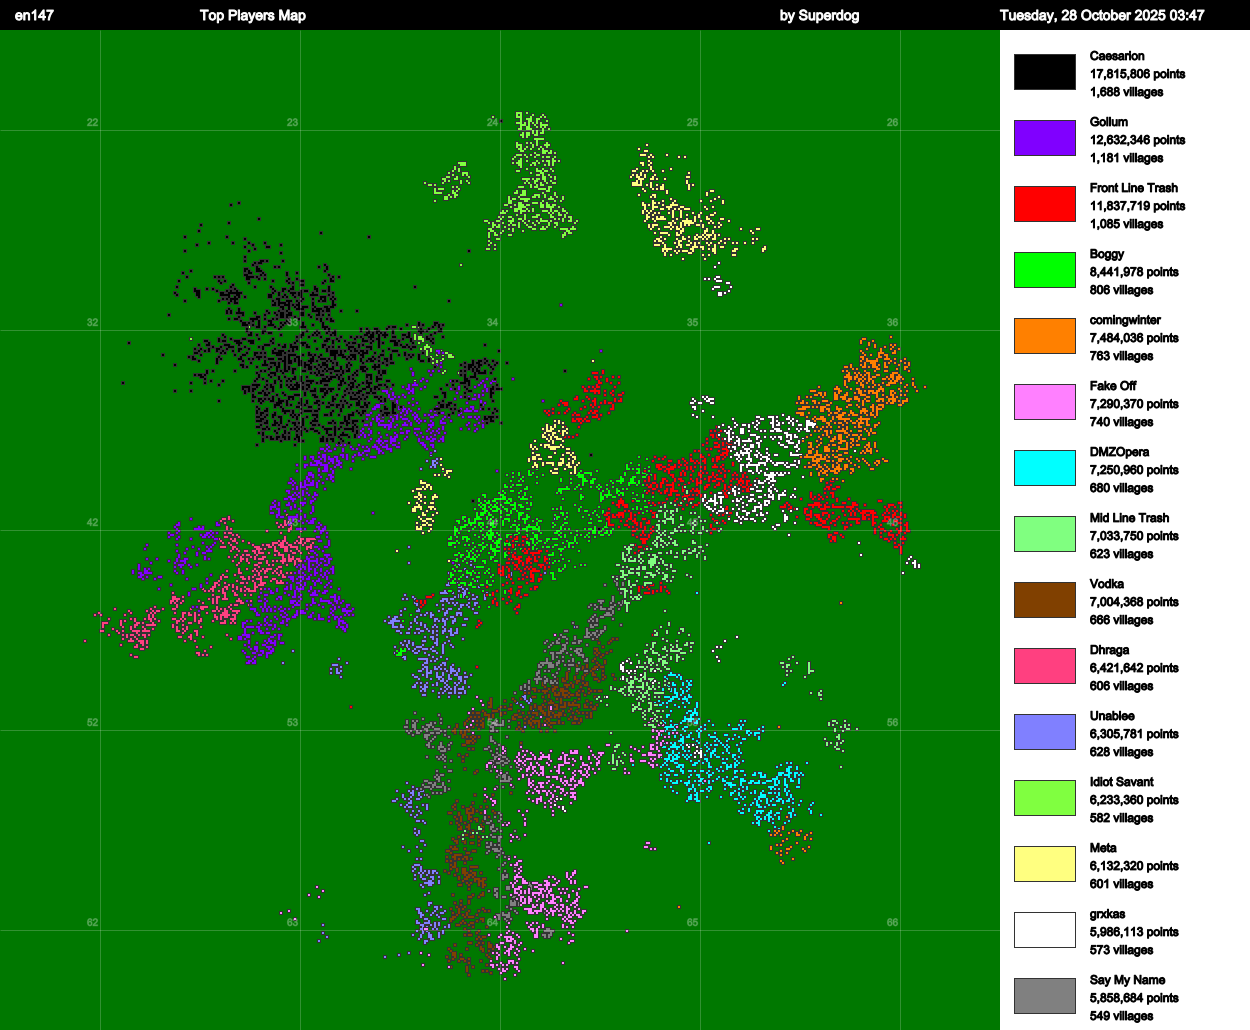 en147 Top Players Map by Superdog Tuesday, 28 October 2025 03:47
Caesarion
17,815,806 points
1,688 villages
Gollum
12,632,346 points
1,181 villages
Front Line Trash
11,837,719 points
1,085 villages
Boggy
8,441,978 points
806 villages
comingwinter
7,484,036 points
763 villages
Fake Off
7,290,370 points
740 villages
DMZOpera
7,250,960 points
680 villages
Mid Line Trash
7,033,750 points
623 villages
Vodka
7,004,368 points
666 villages
Dhraga
6,421,642 points
606 villages
Unablee
6,305,781 points
628 villages
Idiot Savant
6,233,360 points
582 villages
Meta
6,132,320 points
601 villages
grxkas
5,986,113 points
573 villages
Say My Name
5,858,684 points
549 villages
22 23 24 25 26
32 33 34 35 36
42 43 45 46
52 53 54 56
62 63 64 65 66